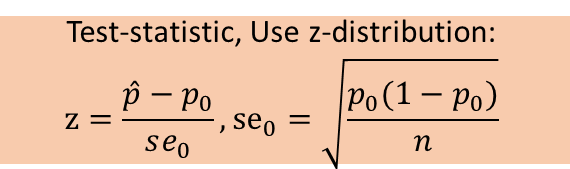 Test-statistic, Use z-distribution:
z = (p̂ − p₀)/se₀ , se₀ = √(p₀(1 − p₀)/n)